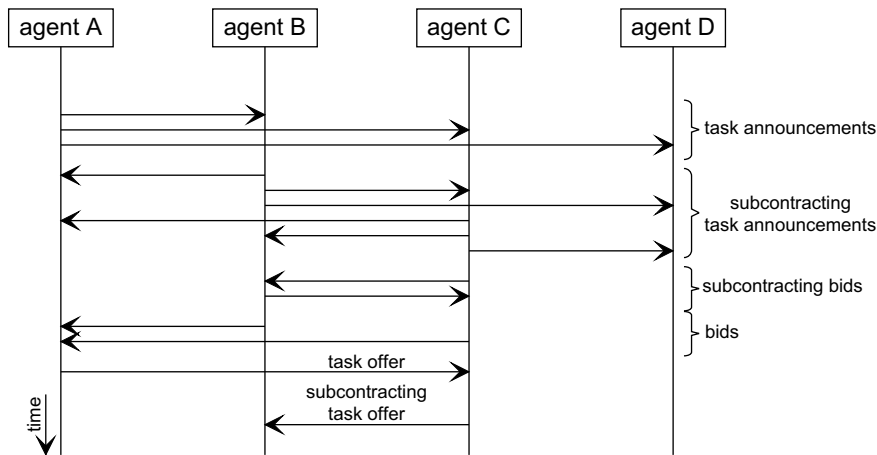 agent A
agent B
agent C
agent D
task announcements
subcontracting
task announcements
subcontracting bids
bids
task offer
subcontracting
task offer
time